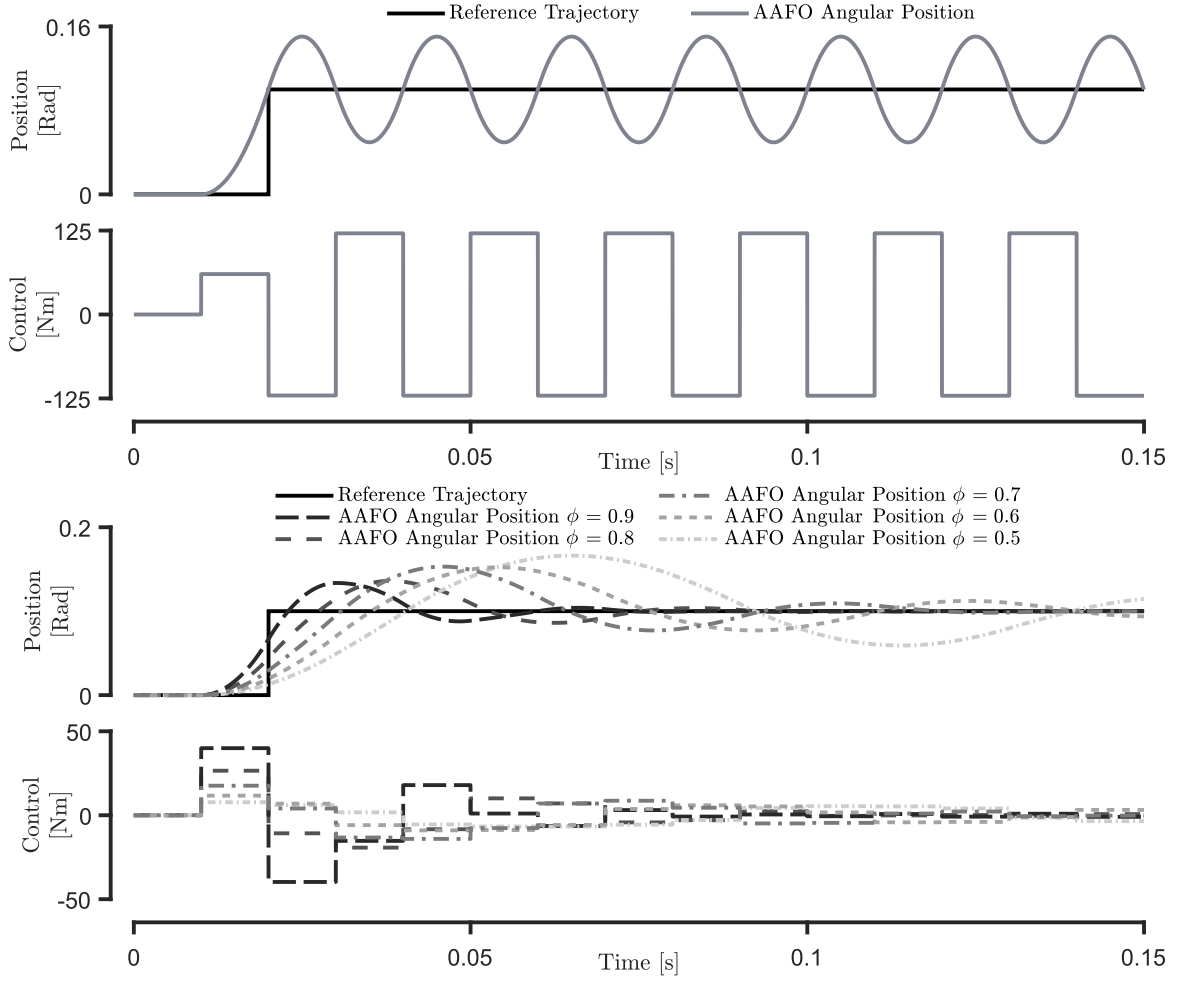 Reference Trajectory AAFO Angular Position
0.16
Position
[Rad]
0
125
Control
[Nm]
0
-125
0 0.05 0.1 0.15
Time [s]
Reference Trajectory AAFO Angular Position ϕ = 0.7
AAFO Angular Position ϕ = 0.9 AAFO Angular Position ϕ = 0.6
AAFO Angular Position ϕ = 0.8 AAFO Angular Position ϕ = 0.5
0.2
Position
[Rad]
0
50
Control
[Nm]
0
-50
0 0.05 0.1 0.15
Time [s]